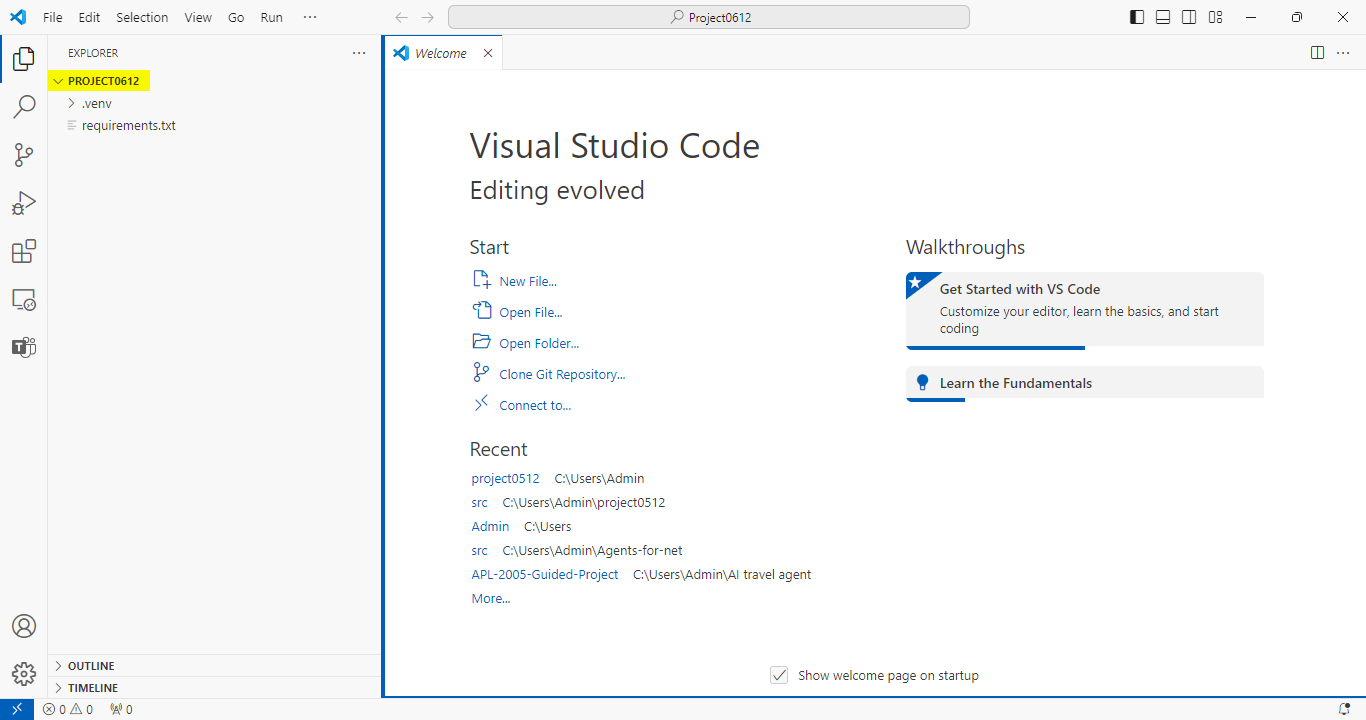 File Edit Selection View Go Run ···
Project0612
EXPLORER
PROJECT0612
.venv
requirements.txt
OUTLINE
TIMELINE
Welcome
Visual Studio Code
Editing evolved
Start
New File...
Open File...
Open Folder...
Clone Git Repository...
Connect to...
Recent
project0512 C:\Users\Admin
src C:\Users\Admin\project0512
Admin C:\Users
src C:\Users\Admin\Agents-for-net
APL-2005-Guided-Project C:\Users\Admin\AI travel agent
More...
Walkthroughs
Get Started with VS Code
Customize your editor, learn the basics, and start
coding
Learn the Fundamentals
Show welcome page on startup
0 0 0